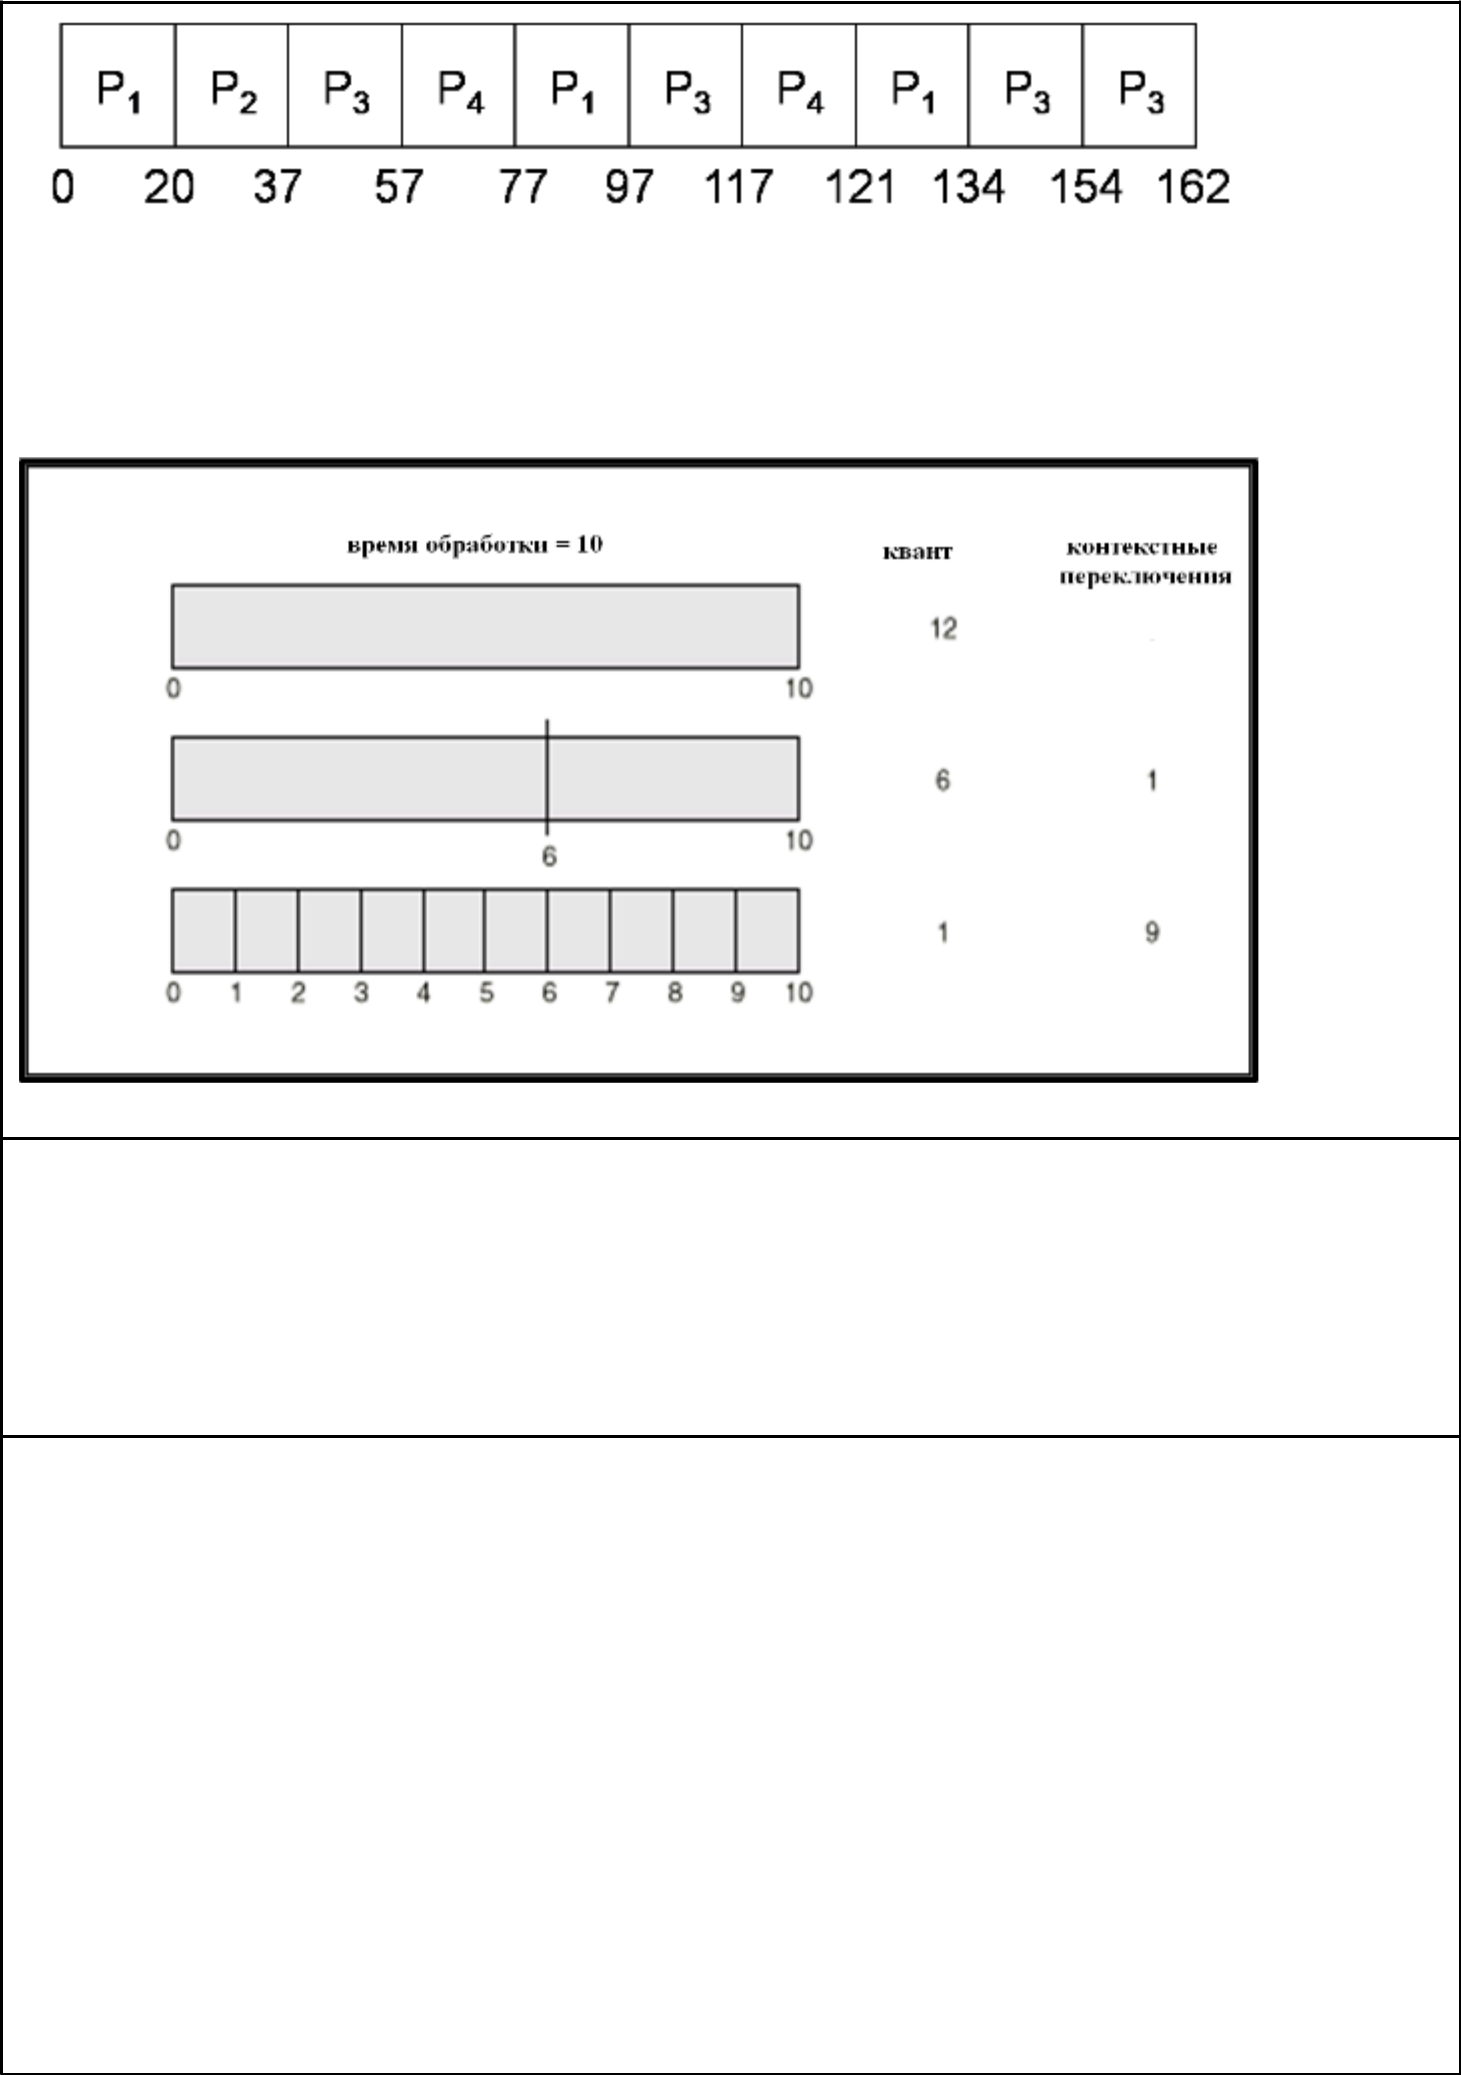 P1 P2 P3 P4 P1 P3 P4 P1 P3 P3
0 20 37 57 77 97 117 121 134 154 162
время обработки = 10 квант контекстные
переключения
12
0 10
6 1
0 6 10
1 9
0 1 2 3 4 5 6 7 8 9 10